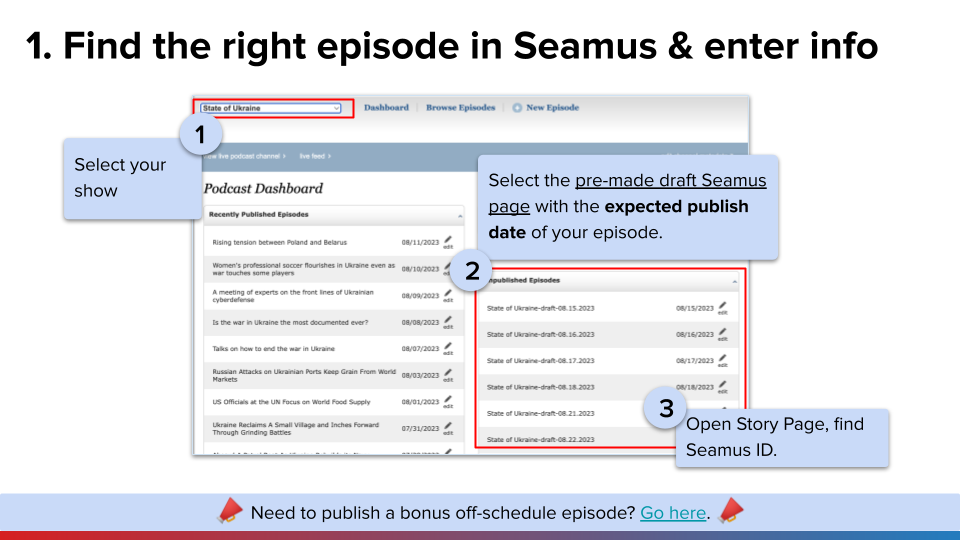 1. Find the right episode in Seamus & enter info
State of Ukraine
Dashboard
Browse Episodes
New Episode
1
Select your
show
live podcast channel
live feed
Podcast Dashboard
Recently Published Episodes
Rising tension between Poland and Belarus 08/11/2023 edit
Women's professional soccer flourishes in Ukraine even as
war touches some players 08/10/2023
A meeting of experts on the front lines of Ukrainian
cyberdefense 08/09/2023 edit
Is the war in Ukraine the most documented ever? 08/08/2023 edit
Talks on how to end the war in Ukraine 08/07/2023 edit
Russian Attacks on Ukrainian Ports Keep Grain From World
Markets 08/03/2023 edit
US Officials at the UN Focus on World Food Supply 08/01/2023 edit
Ukraine Reclaims A Small Village and Inches Forward
Through Grinding Battles 07/31/2023 edit
Select the pre-made draft Seamus
page with the expected publish
date of your episode.
2
published Episodes
State of Ukraine-draft-08.15.2023 08/15/2023 edit
State of Ukraine-draft-08.16.2023 08/16/2023 edit
State of Ukraine-draft-08.17.2023 08/17/2023 edit
State of Ukraine-draft-08.18.2023 08/18/2023 edit
State of Ukraine-draft-08.21.2023
State of Ukraine-draft-08.22.2023
3
Open Story Page, find
Seamus ID.
Need to publish a bonus off-schedule episode? Go here.